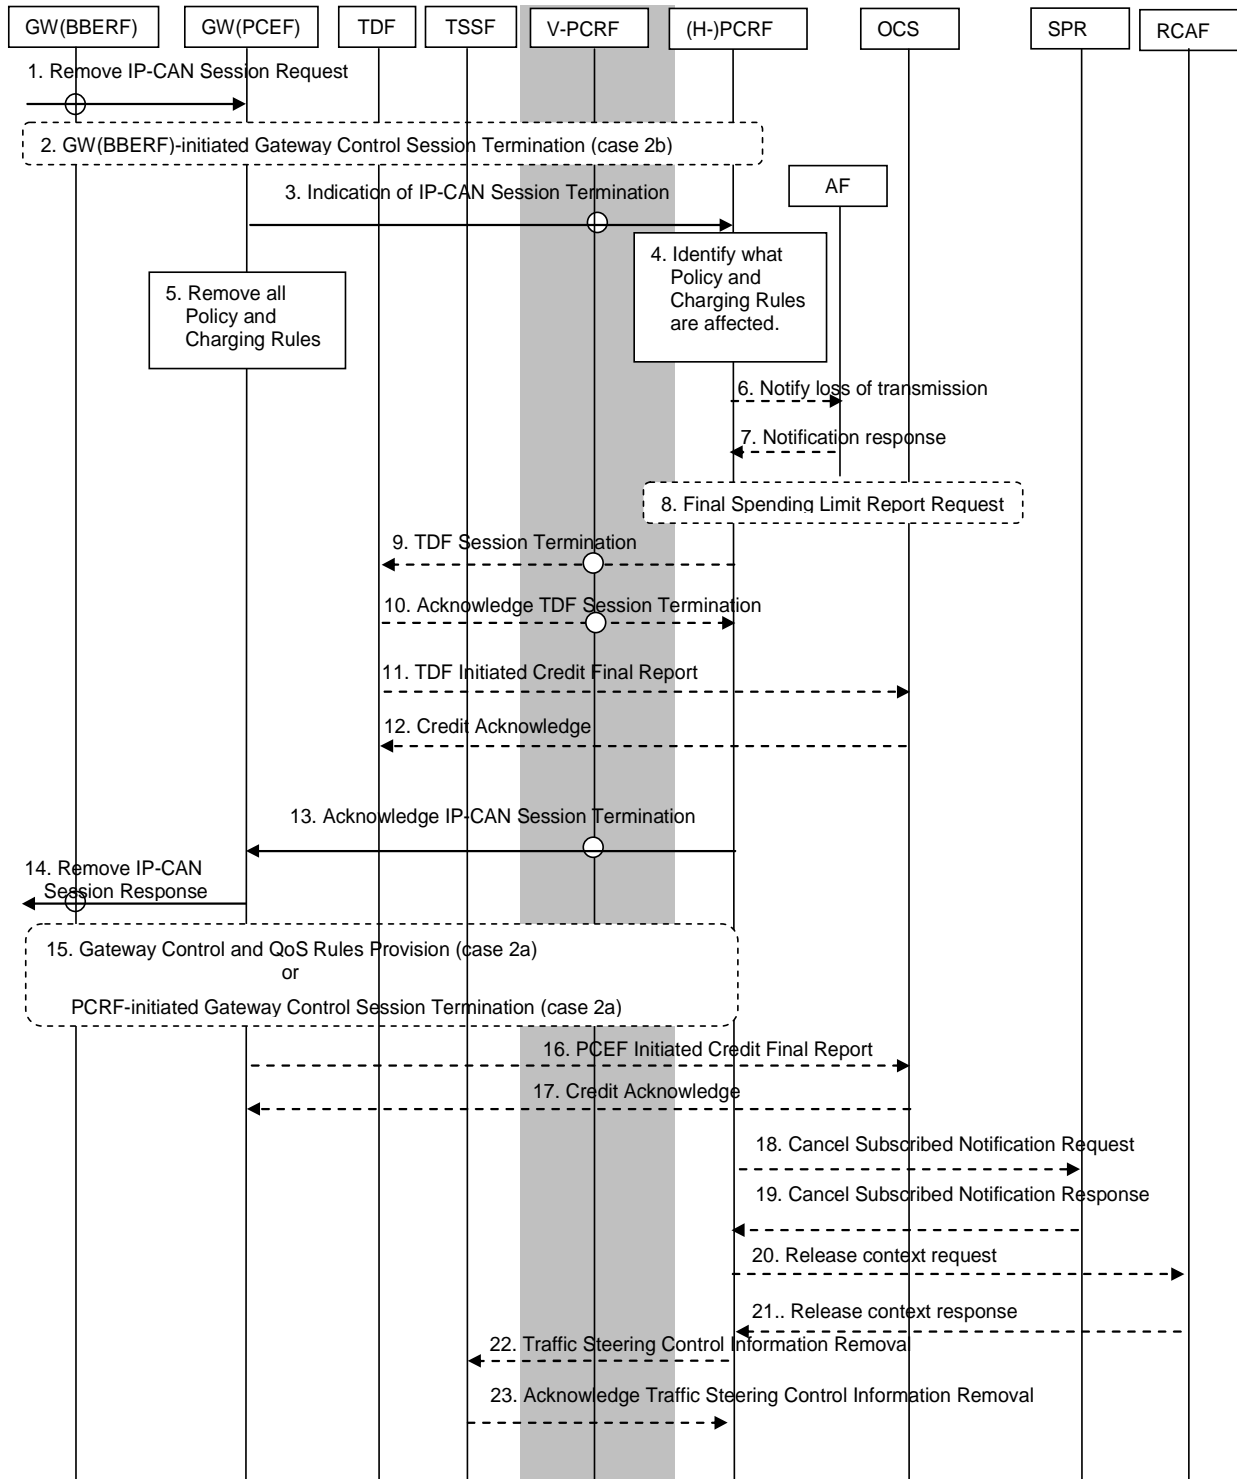 GW(BBERF)
GW(PCEF)
TDF
TSSF
V-PCRF
(H-)PCRF
OCS
SPR
RCAF
1. Remove IP-CAN Session Request
2. GW(BBERF)-initiated Gateway Control Session Termination (case 2b)
AF
3. Indication of IP-CAN Session Termination
4. Identify what
Policy and
Charging Rules
are affected.
5. Remove all
Policy and
Charging Rules
6. Notify loss of transmission
7. Notification response
8. Final Spending Limit Report Request
9. TDF Session Termination
10. Acknowledge TDF Session Termination
11. TDF Initiated Credit Final Report
12. Credit Acknowledge
13. Acknowledge IP-CAN Session Termination
14. Remove IP-CAN
Session Response
15. Gateway Control and QoS Rules Provision (case 2a)
or
PCRF-initiated Gateway Control Session Termination (case 2a)
16. PCEF Initiated Credit Final Report
17. Credit Acknowledge
18. Cancel Subscribed Notification Request
19. Cancel Subscribed Notification Response
20. Release context request
21.. Release context response
22. Traffic Steering Control Information Removal
23. Acknowledge Traffic Steering Control Information Removal